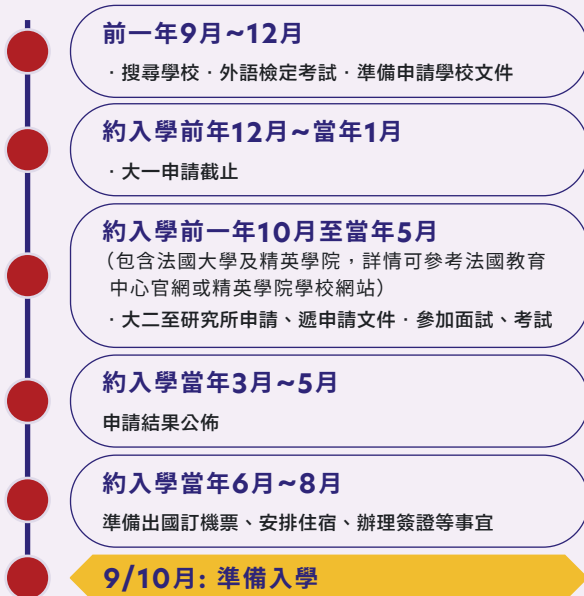 前一年9月~12月
·搜尋學校·外語檢定考試·準備申請學校文件
約入學前年12月~當年1月
·大一申請截止
約入學前一年10月至當年5月
（包含法國大學及精英學院，詳情可參考法國教育
中心官網或精英學院學校網站）
·大二至研究所申請、遞申請文件·參加面試、考試
約入學當年3月~5月
申請結果公佈
約入學當年6月~8月
準備出國訂機票、安排住宿、辦理簽證等事宜
9/10月: 準備入學